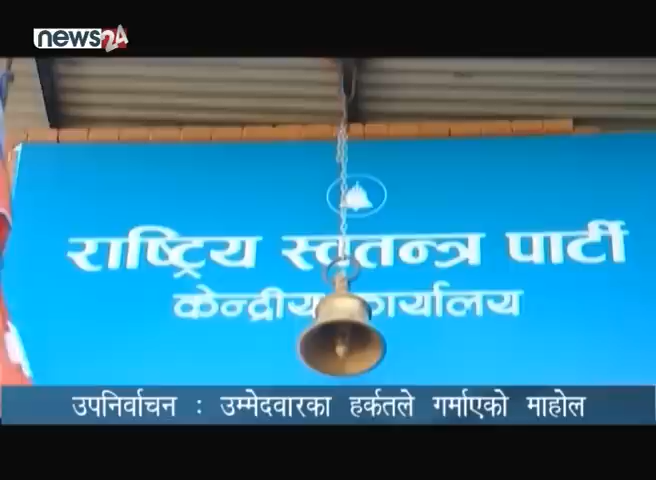 news24
राष्ट्रिय स्वतन्त्र पार्टी
केन्द्रीय कार्यालय
उपनिर्वाचन : उम्मेदवारका हर्कतले गर्माएको माहोल